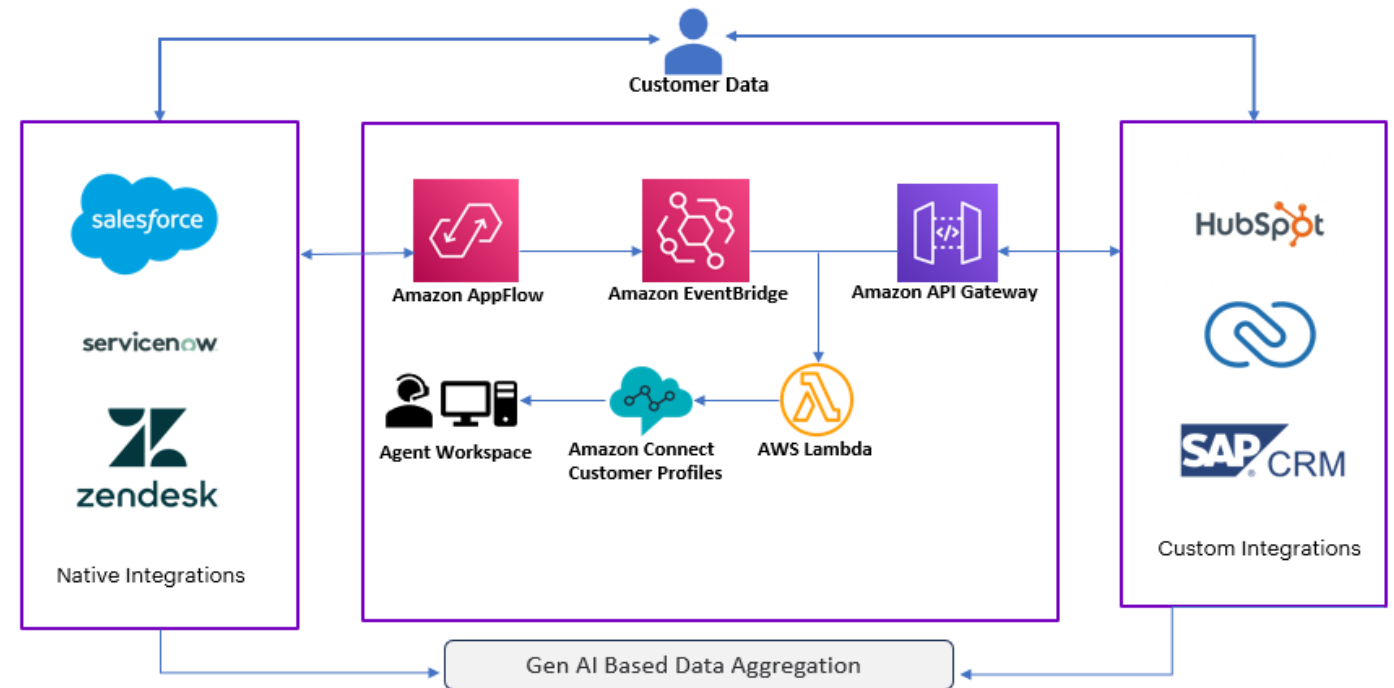 Customer Data
salesforce
servicenow
zendesk
Native Integrations
Amazon AppFlow
Amazon EventBridge
Amazon API Gateway
Agent Workspace
Amazon Connect
Customer Profiles
AWS Lambda
HubSpot
SAP CRM
Custom Integrations
Gen AI Based Data Aggregation